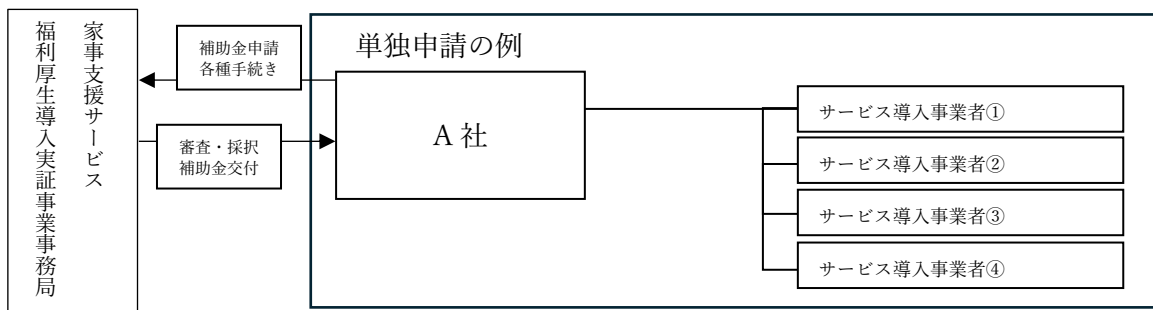 家事支援サービス
福利厚生導入実証事業事務局
補助金申請
各種手続き
審査・採択
補助金交付
単独申請の例
A 社
サービス導入事業者①
サービス導入事業者②
サービス導入事業者③
サービス導入事業者④